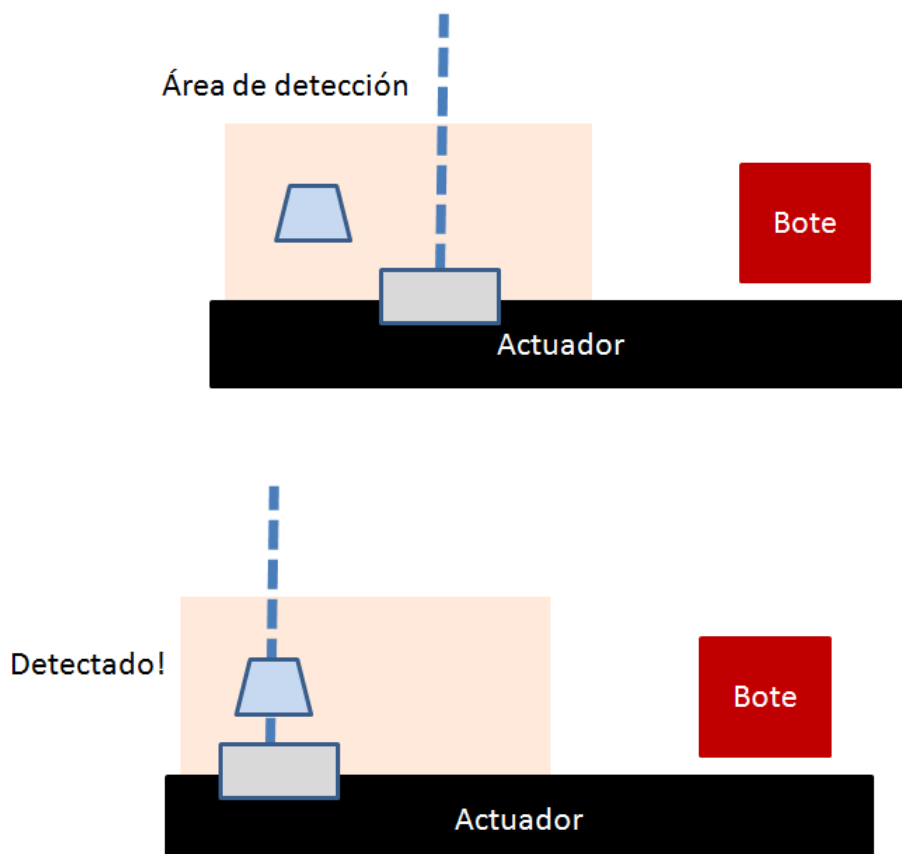 Área de detección
Bote
Actuador
Detectado!
Bote
Actuador